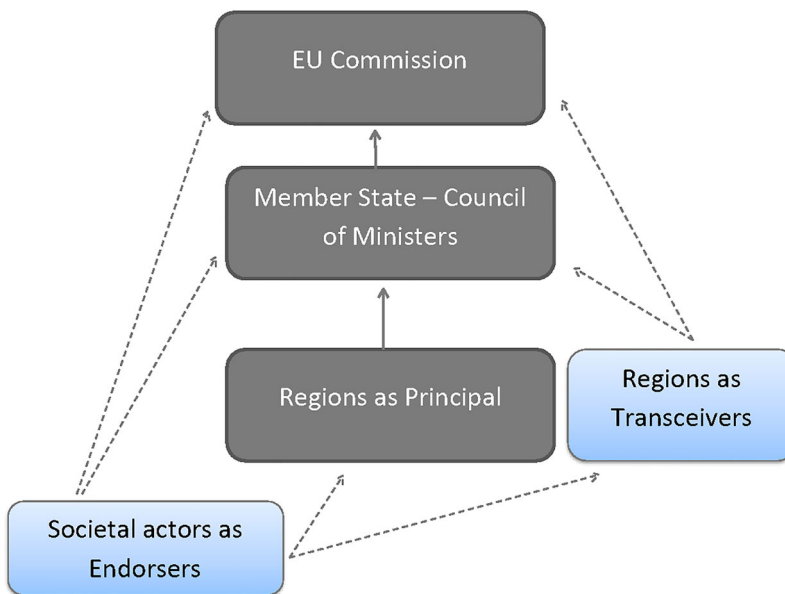 EU Commission
Member State – Council
of Ministers
Regions as Principal
Regions as
Transceivers
Societal actors as
Endorsers